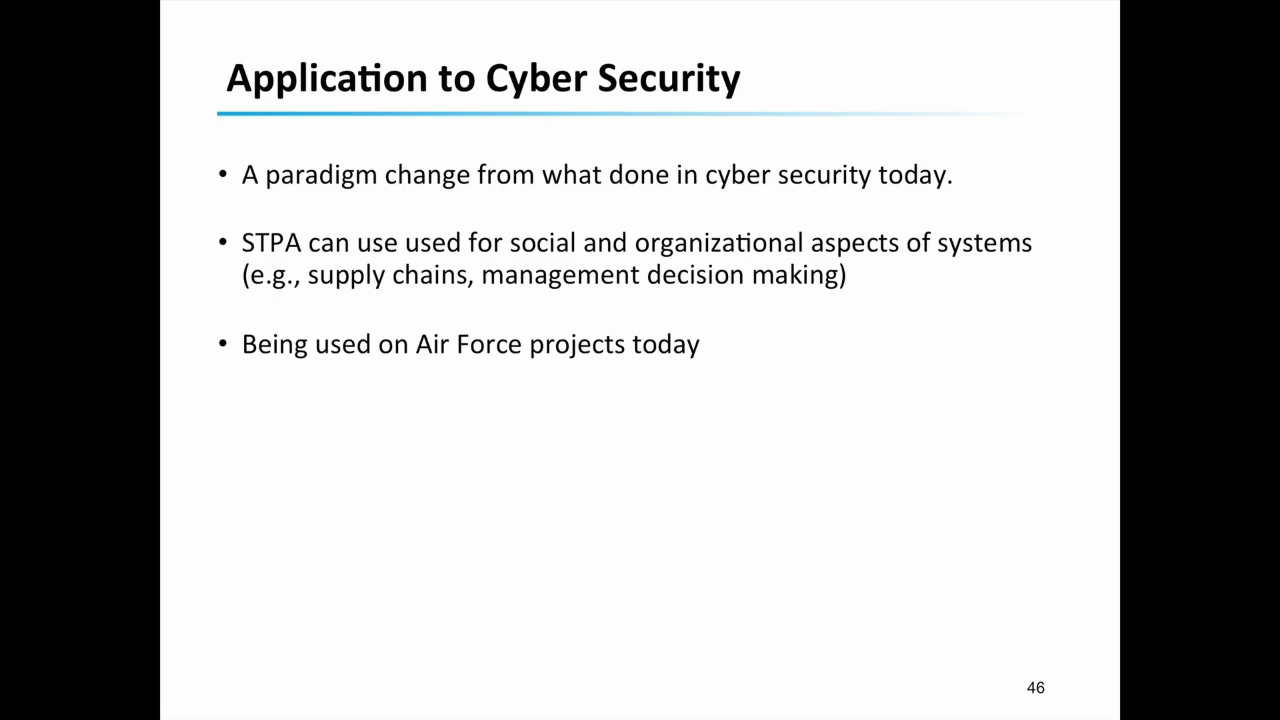 Application to Cyber Security
• A paradigm change from what done in cyber security today.
• STPA can use used for social and organizational aspects of systems
(e.g., supply chains, management decision making)
• Being used on Air Force projects today
46